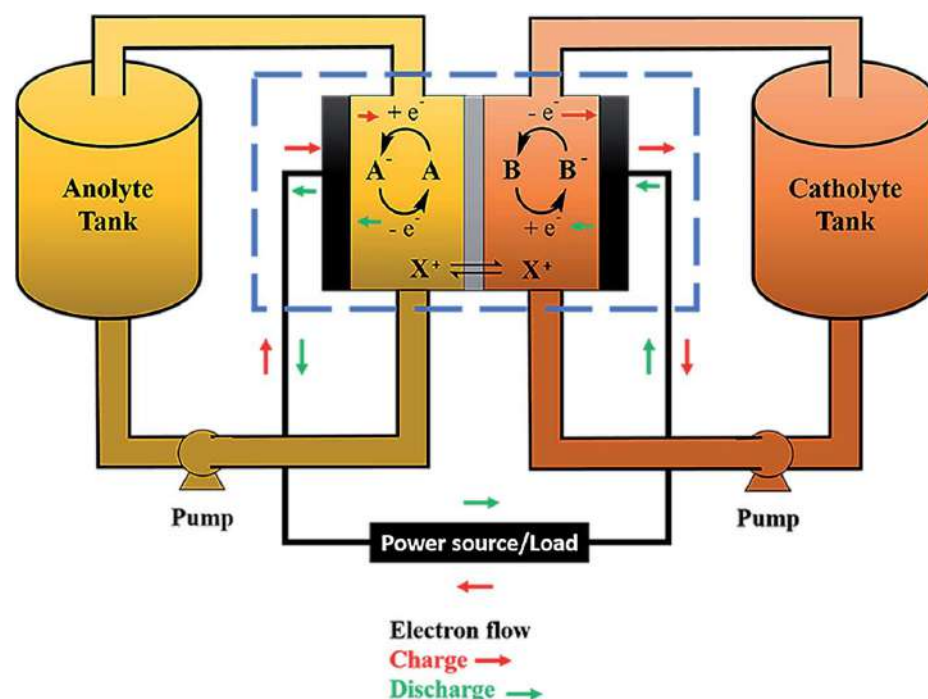 Anolyte
Tank
+ e⁻
A⁻ A
- e⁻
X⁺
- e⁻
B B⁻
+ e⁻
X⁺
Catholyte
Tank
Pump
Pump
Power source/Load
Electron flow
Charge
Discharge